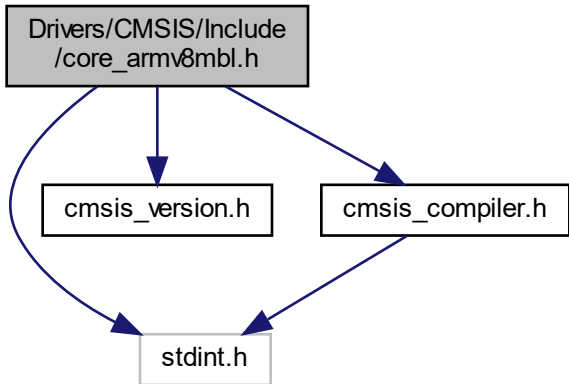 Drivers/CMSIS/Include
/core_armv8mbl.h
cmsis_version.h
cmsis_compiler.h
stdint.h